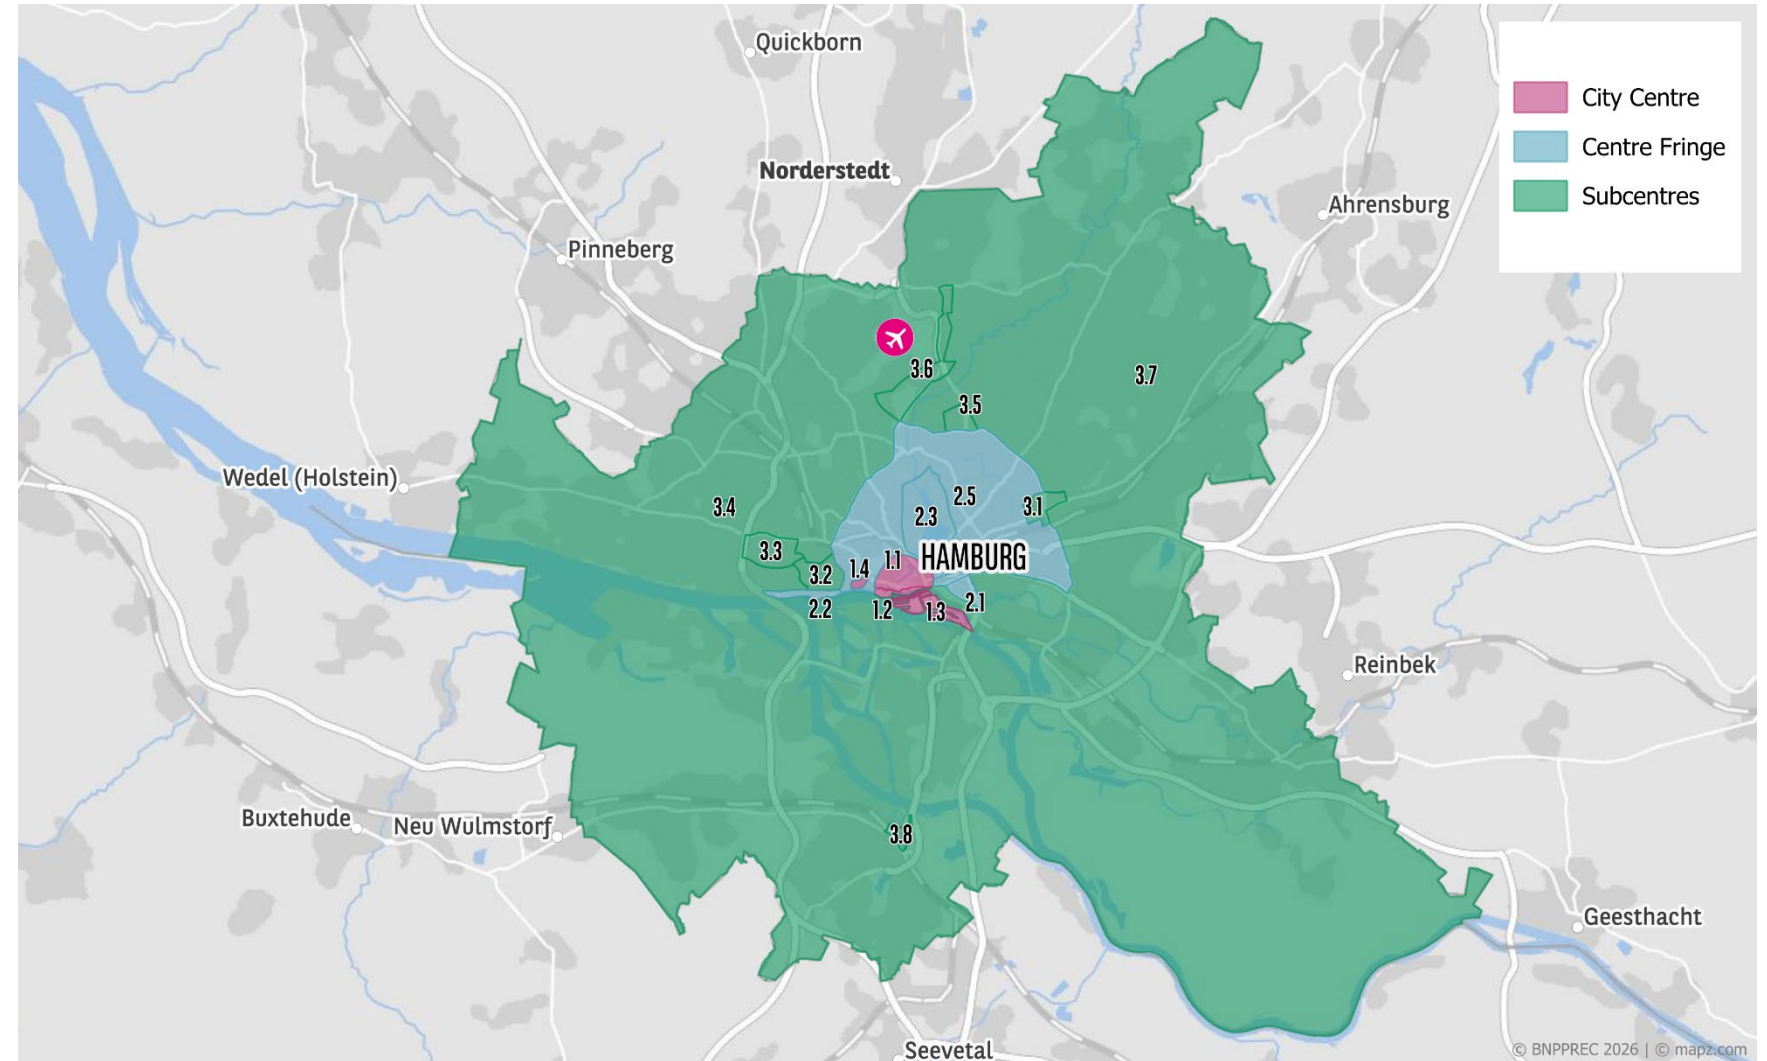 Quickborn
City Centre
Centre Fringe
Subcentres
Norderstedt
Ahrensburg
Pinneberg
3.6
3.7
3.5
Wedel (Holstein)
3.4
2.5
2.3
3.1
3.3
3.2
1.4
1.1
HAMBURG
2.2
1.2
1.3
2.1
Reinbek
Buxtehude
Neu Wulmstorf
3.8
Geesthacht
Seevetal
© BNPPREC 2026 | © mapz.com